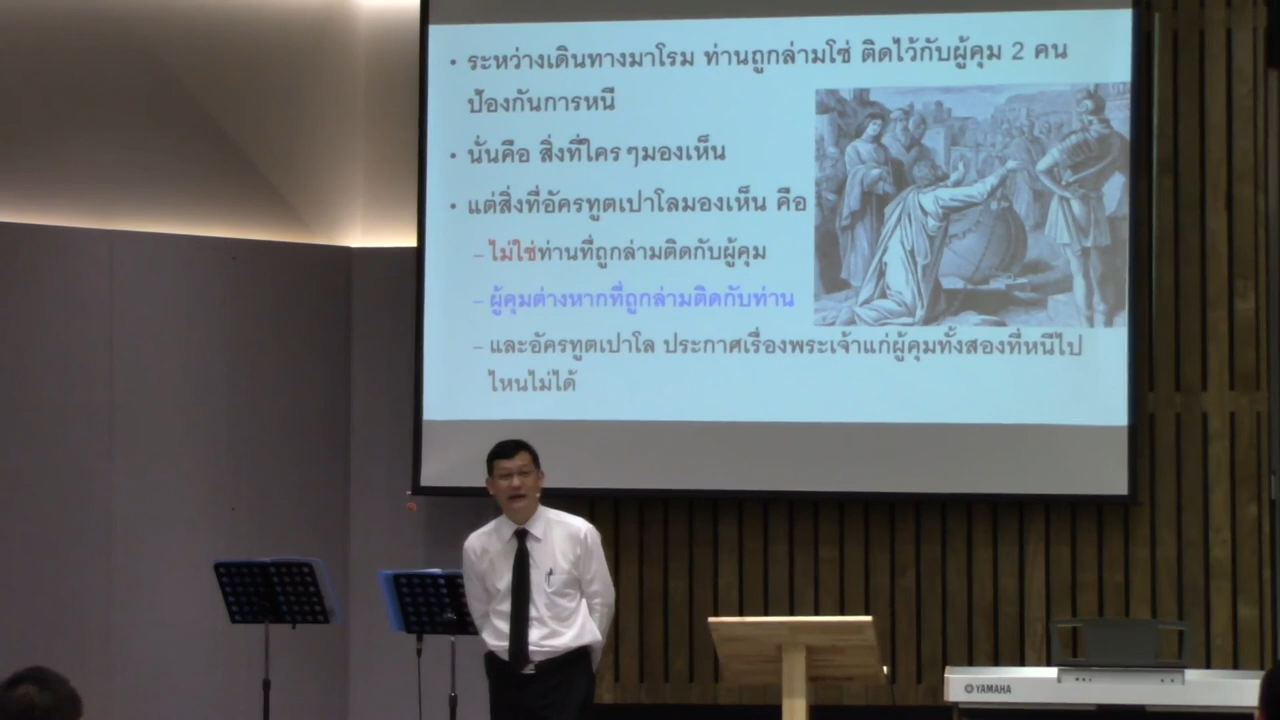 • ระหว่างเดินทางมาโรม ท่านถูกล่ามโซ่ ติดไว้กับผู้คุม 2 คน
ป้องกันการหนี
• นั่นคือ สิ่งที่ใคร ๆมองเห็น
• แต่สิ่งที่อัครทูตเปาโลมองเห็น คือ
– ไม่ใช่ท่านที่ถูกล่ามติดกับผู้คุม
– ผู้คุมต่างหากที่ถูกล่ามติดกับท่าน
– และอัครทูตเปาโล ประกาศเรื่องพระเจ้าแก่ผู้คุมทั้งสองที่หนีไป
ไหนไม่ได้
YAMAHA